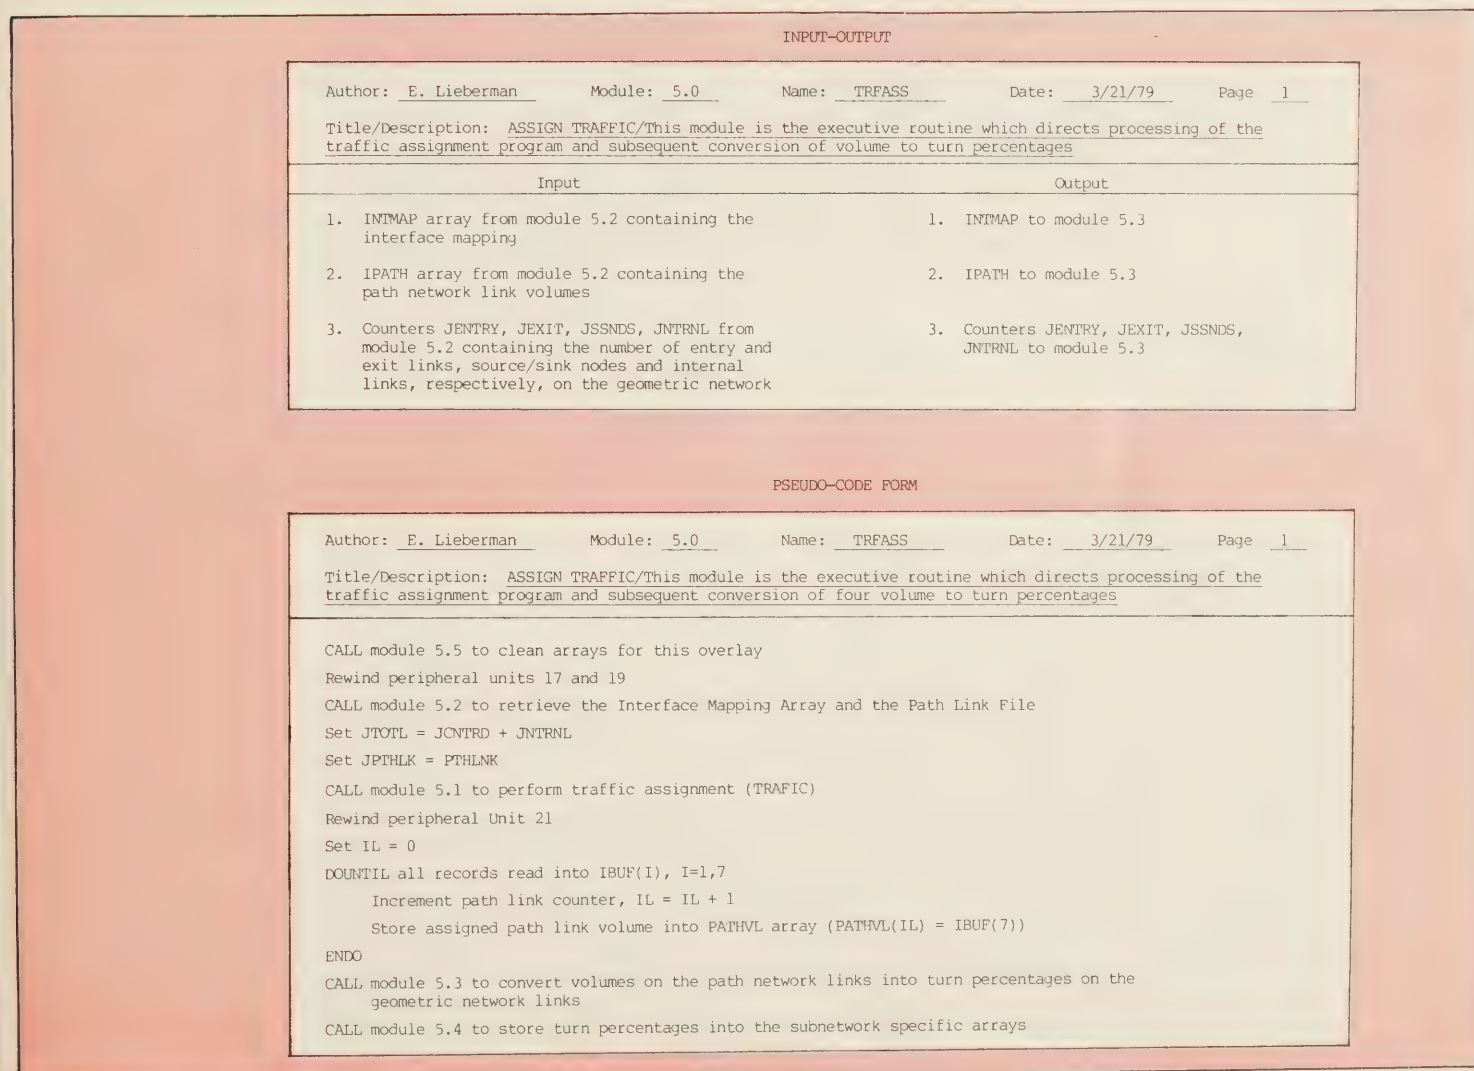 INPUT-OUTPUT
Author: E. Lieberman Module: 5.0 Name: TRFASS Date: 3/21/79 Page 1
Title/Description: ASSIGN TRAFFIC/This module is the executive routine which directs processing of the
traffic assignment program and subsequent conversion of volume to turn percentages
Input Output
1. INTMAP array from module 5.2 containing the
interface mapping
1. INTMAP to module 5.3
2. IPATH array from module 5.2 containing the
path network link volumes
2. IPATH to module 5.3
3. Counters JENTRY, JEXIT, JSSNDS, JNTRNL from
module 5.2 containing the number of entry and
exit links, source/sink nodes and internal
links, respectively, on the geometric network
3. Counters JENTRY, JEXIT, JSSNDS,
JNTRNL to module 5.3
PSEUDO-CODE FORM
Author: E. Lieberman Module: 5.0 Name: TRFASS Date: 3/21/79 Page 1
Title/Description: ASSIGN TRAFFIC/This module is the executive routine which directs processing of the
traffic assignment program and subsequent conversion of four volume to turn percentages
CALL module 5.5 to clean arrays for this overlay
Rewind peripheral units 17 and 19
CALL module 5.2 to retrieve the Interface Mapping Array and the Path Link File
Set JTOTL = JCNTRD + JNTRNL
Set JPTHLK = PTHLNK
CALL module 5.1 to perform traffic assignment (TRAFIC)
Rewind peripheral Unit 21
Set IL = 0
DOUNTIL all records read into IBUF(I), I=1,7
Increment path link counter, IL = IL + 1
Store assigned path link volume into PATHVL array (PATHVL(IL) = IBUF(7))
ENDO
CALL module 5.3 to convert volumes on the path network links into turn percentages on the
geometric network links
CALL module 5.4 to store turn percentages into the subnetwork specific arrays